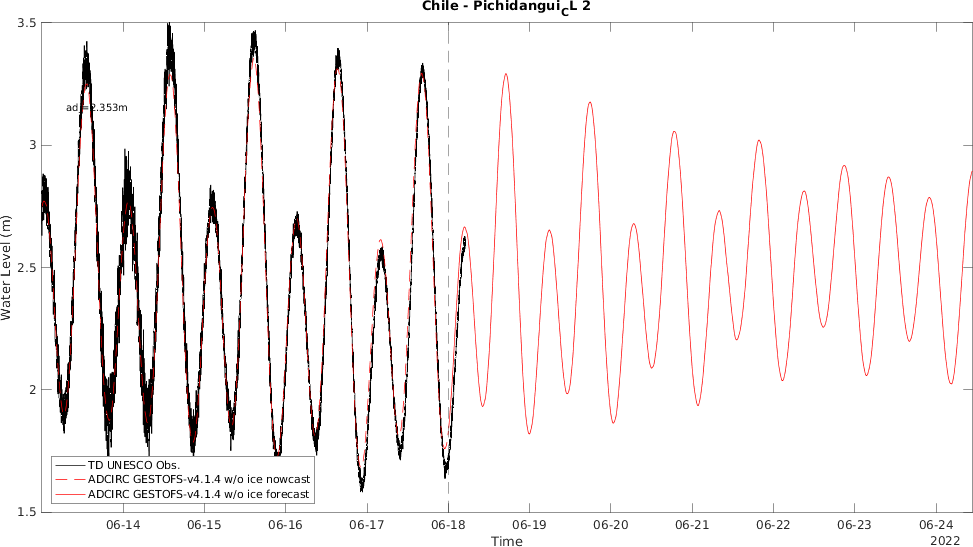 Chile - PichidanguiCL 2
3.5
adj=2.353m
3
2.5
2
1.5
Water Level (m)
TD UNESCO Obs.
ADCIRC GESTOFS-v4.1.4 w/o ice nowcast
ADCIRC GESTOFS-v4.1.4 w/o ice forecast
06-14 06-15 06-16 06-17 06-18 06-19 06-20 06-21 06-22 06-23 06-24
Time
2022